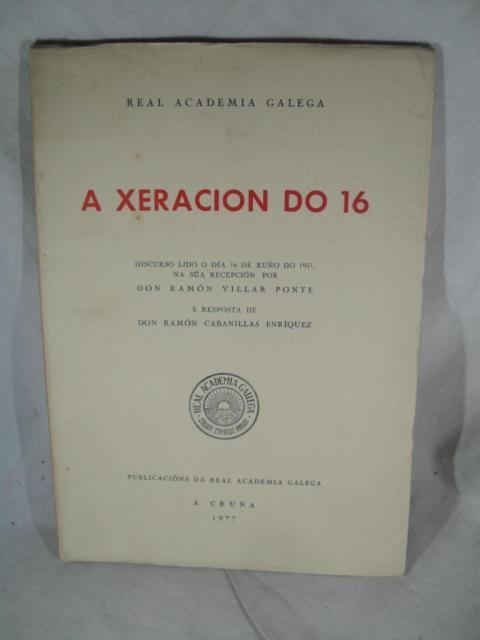 REAL ACADEMIA GALEGA
A XERACION DO 16
DISCURSO LIDO O DÍA 16 DE XUÑO DO 1951,
NA SÚA RECEPCIÓN POR
DON RAMÓN VILLAR PONTE
E RESPOSTA DE
DON RAMÓN CABANILLAS ENRÍQUEZ
REAL ACADEMIA GALEGA
PUBLICACIÓNS DA REAL ACADEMIA GALEGA
A CRUNA
1977